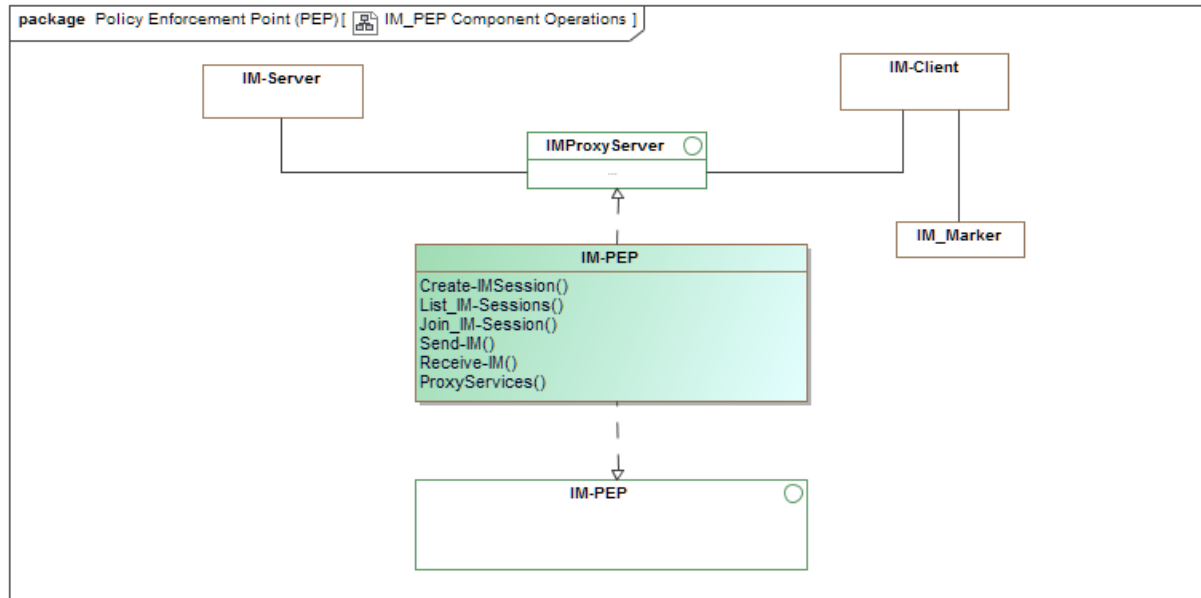 package Policy Enforcement Point (PEP) [ IM_PEP Component Operations ]
IM-Server
IM-Client
IMProxyServer
...
IM_Marker
IM-PEP
Create-IMSession()
List_IM-Sessions()
Join_IM-Session()
Send-IM()
Receive-IM()
ProxyServices()
IM-PEP